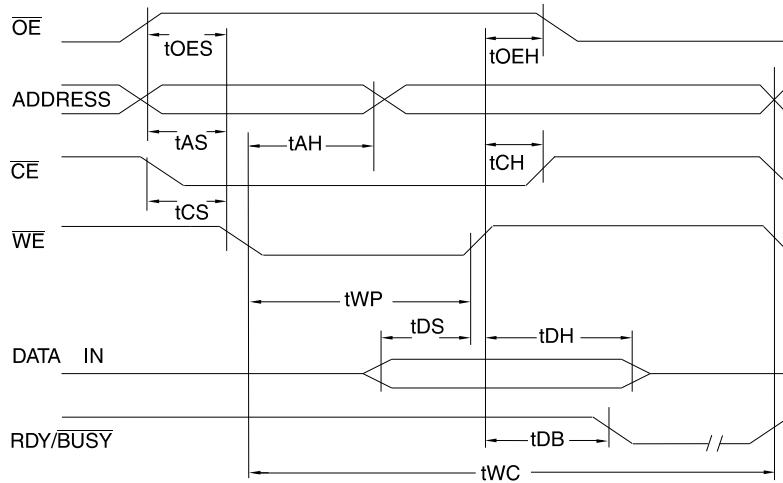 OE
tOES
tOEH
ADDRESS
tAS
tAH
tCH
CE
tCS
WE
tWP
tDS
tDH
DATA IN
RDY/BUSY
tDB
tWC